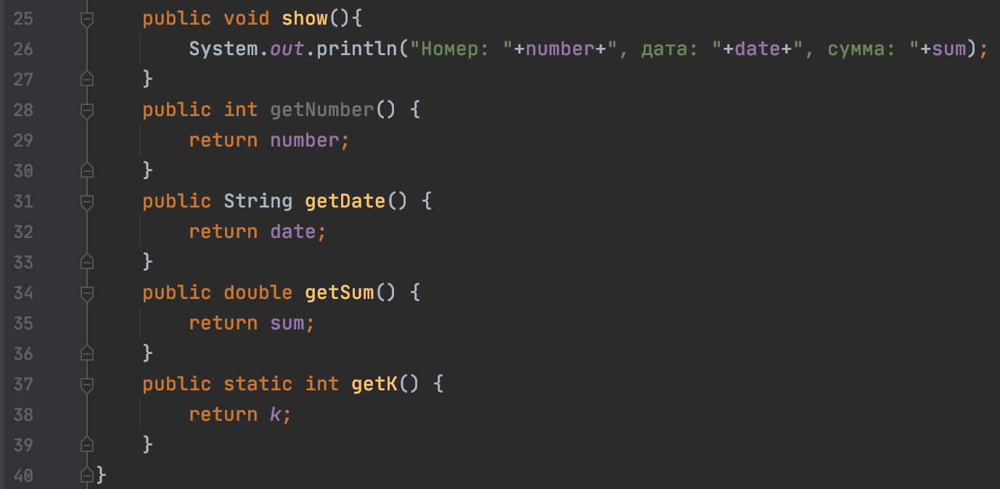 25 public void show(){
26 System.out.println("Номер: "+number+", дата: "+date+", сумма: "+sum);
27 }
28 public int getNumber() {
29 return number;
30 }
31 public String getDate() {
32 return date;
33 }
34 public double getSum() {
35 return sum;
36 }
37 public static int getK() {
38 return k;
39 }
40 }